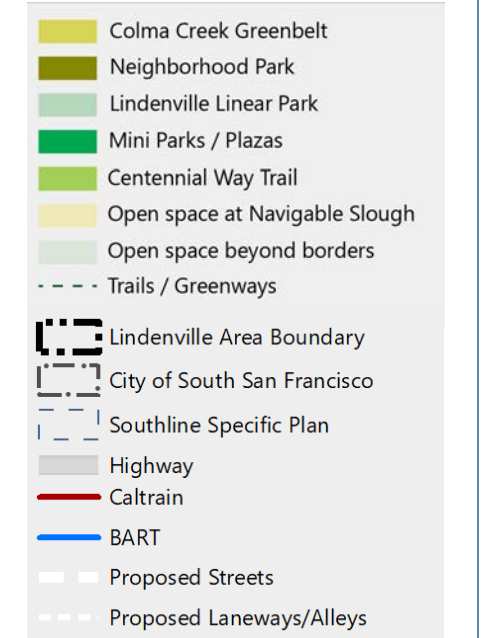 Colma Creek Greenbelt
Neighborhood Park
Lindenville Linear Park
Mini Parks / Plazas
Centennial Way Trail
Open space at Navigable Slough
Open space beyond borders
Trails / Greenways
Lindenville Area Boundary
City of South San Francisco
Southline Specific Plan
Highway
Caltrain
BART
Proposed Streets
Proposed Laneways/Alleys